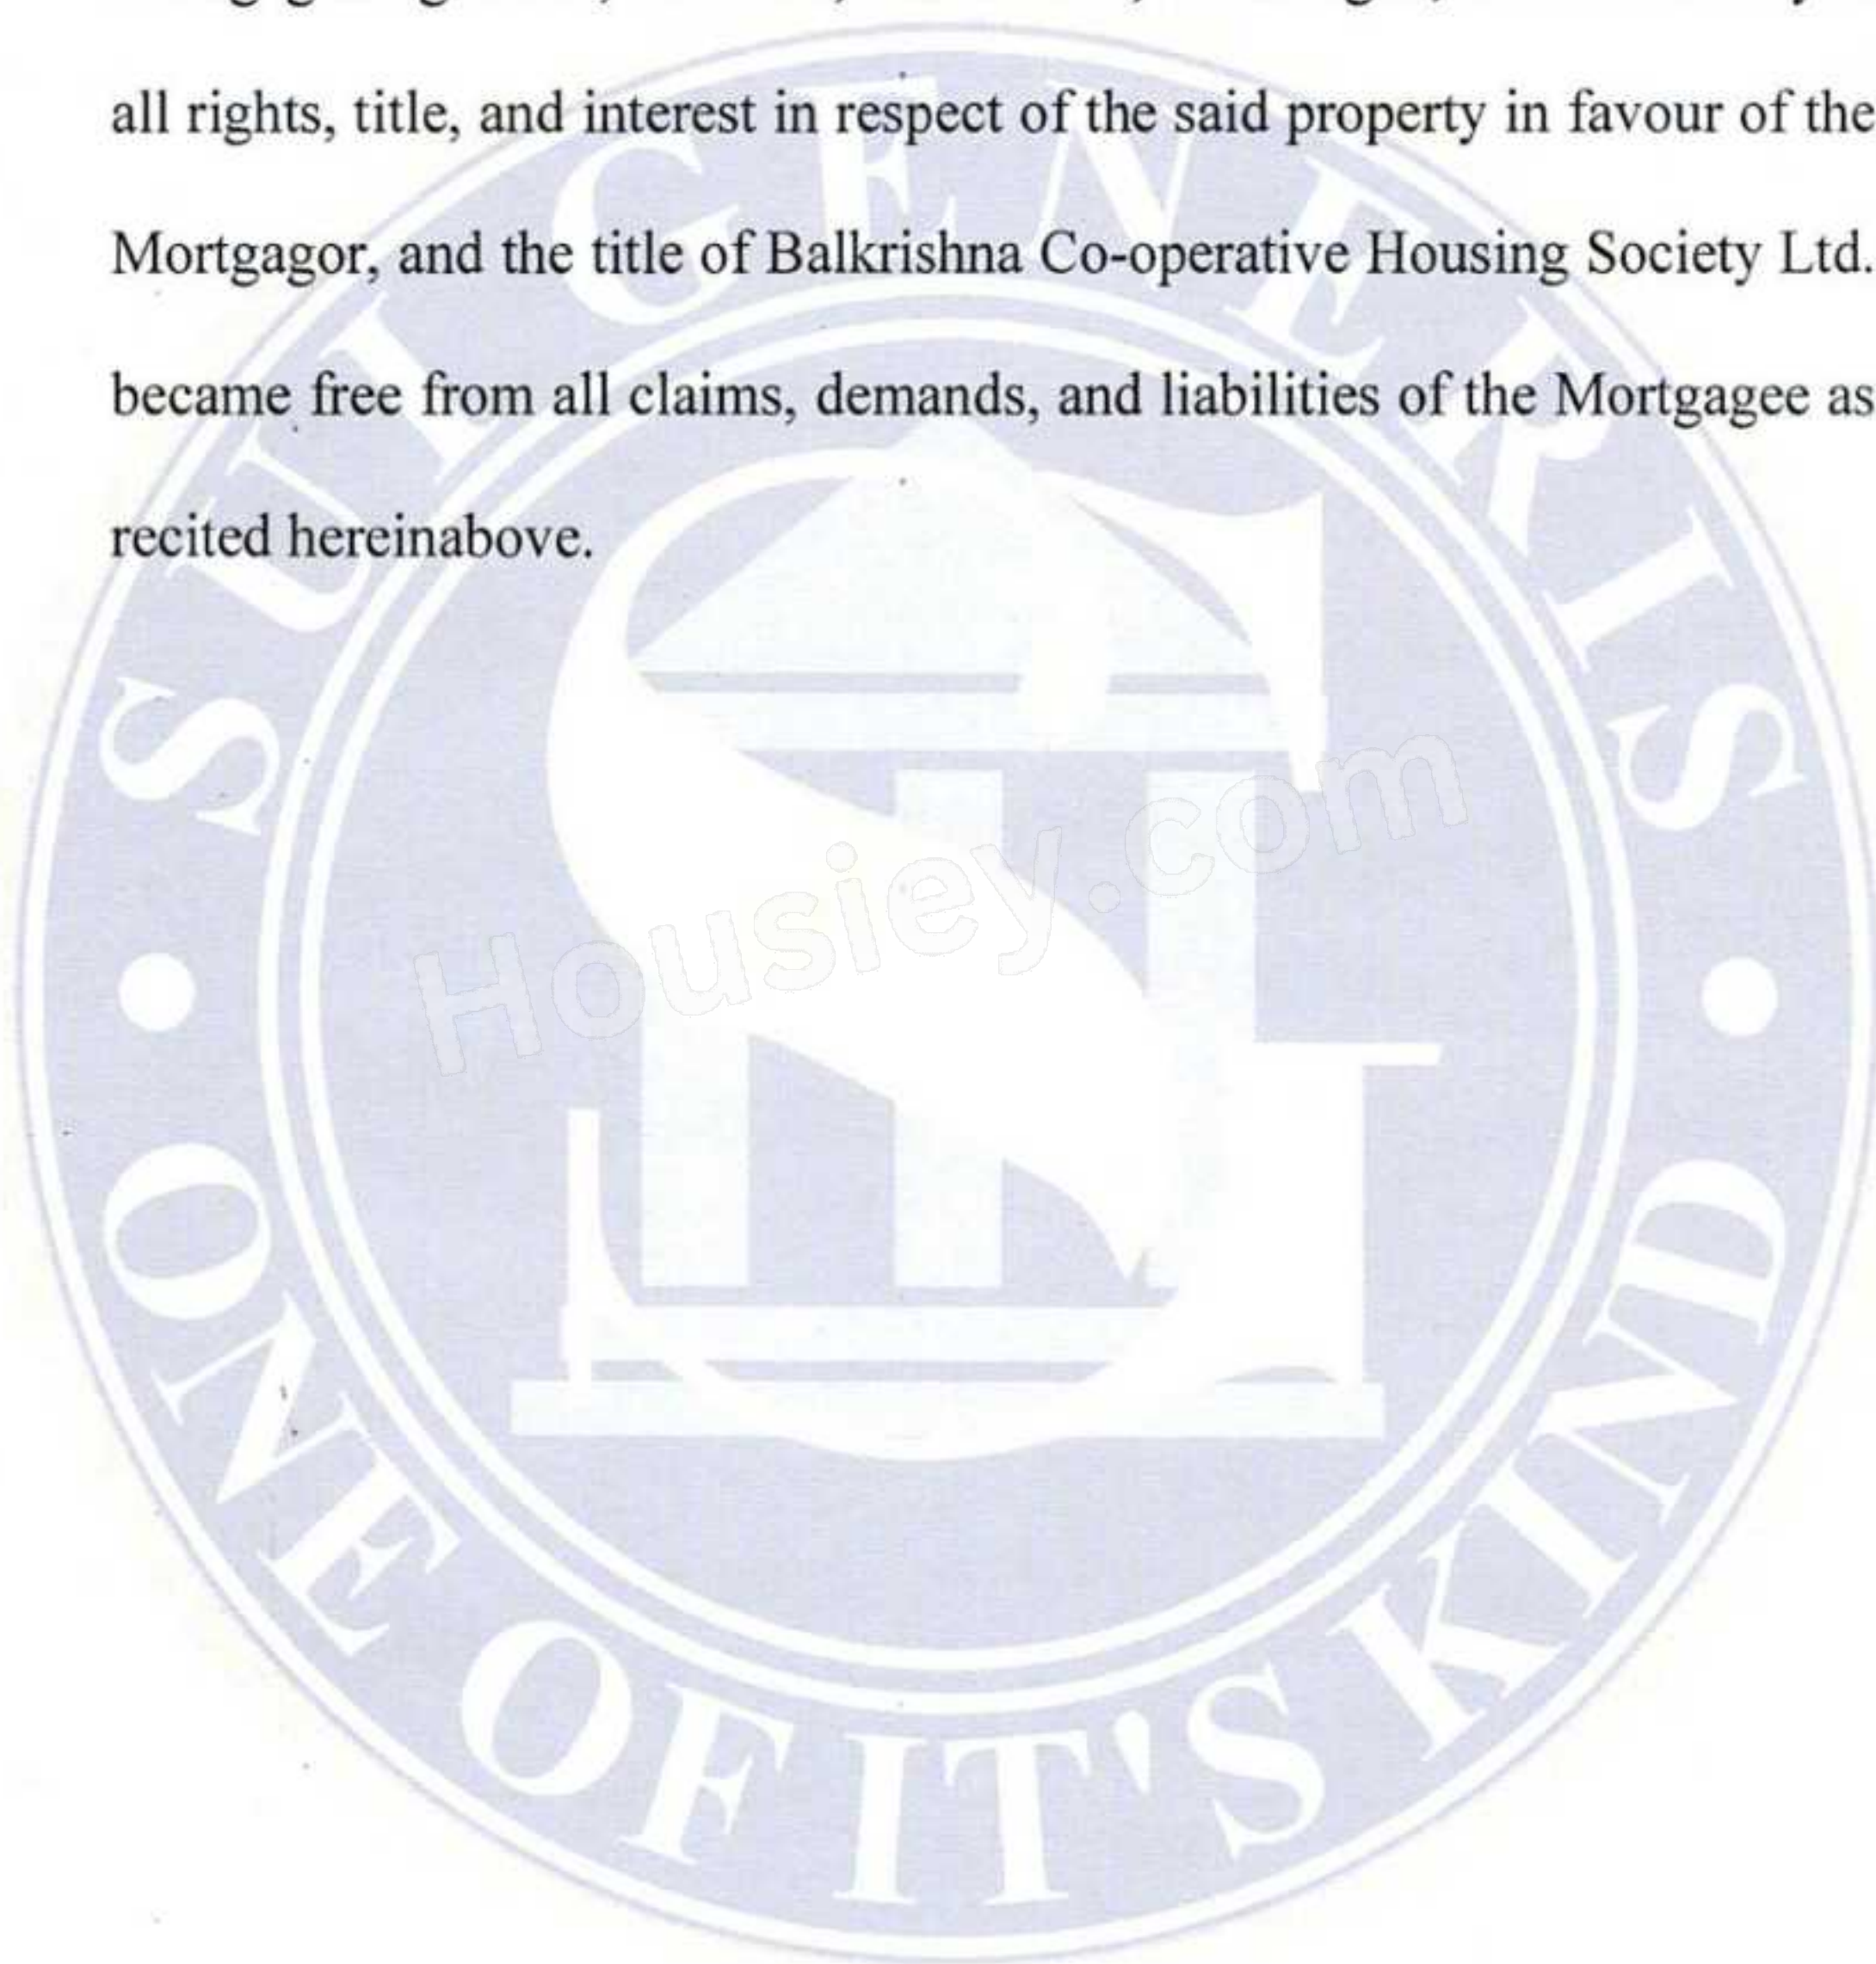 all rights, title, and interest in respect of the said property in favour of the
Mortgagor, and the title of Balkrishna Co-operative Housing Society Ltd.
became free from all claims, demands, and liabilities of the Mortgagee as
recited hereinabove.
SUI GENERIS
Housiey.com
ONE OF IT'S KIND